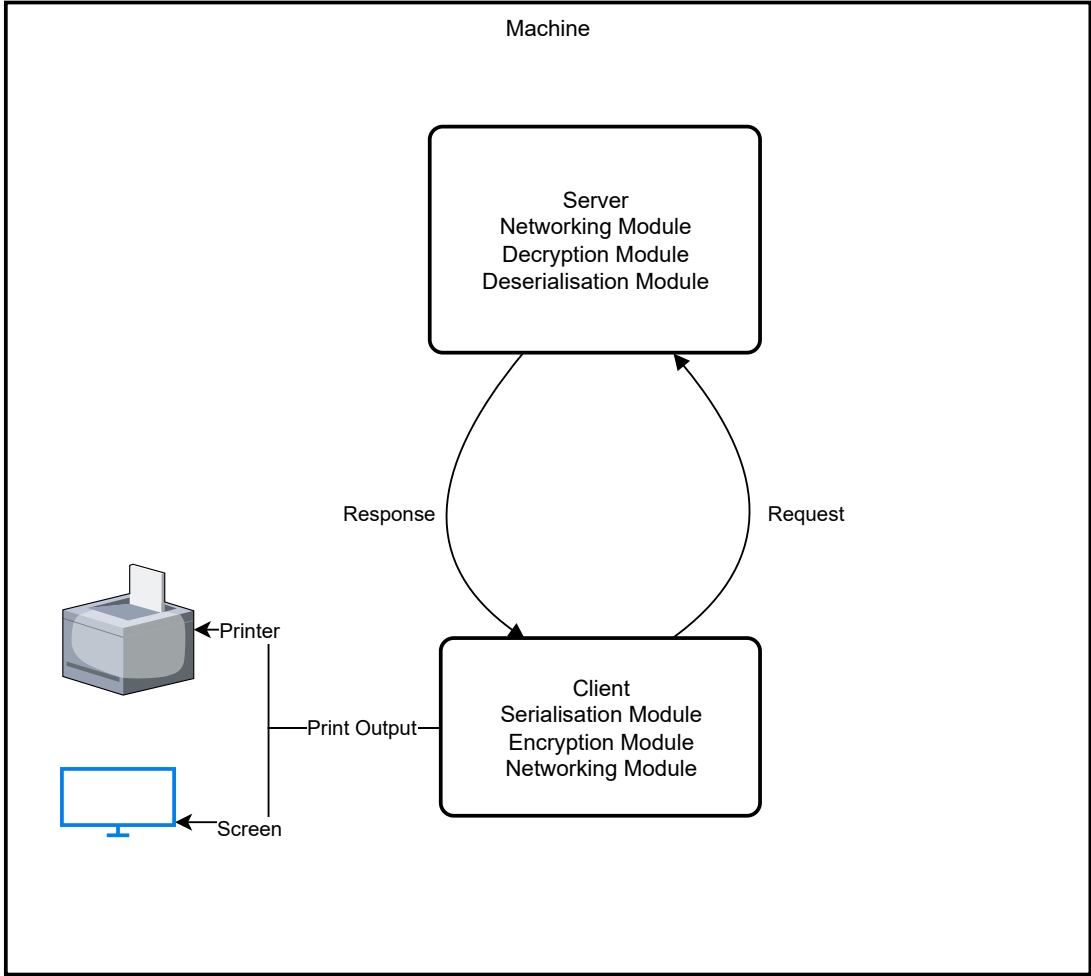 Machine
Server
Networking Module
Decryption Module
Deserialisation Module
Response
Request
Printer
Client
Serialisation Module
Encryption Module
Networking Module
Print Output
Screen